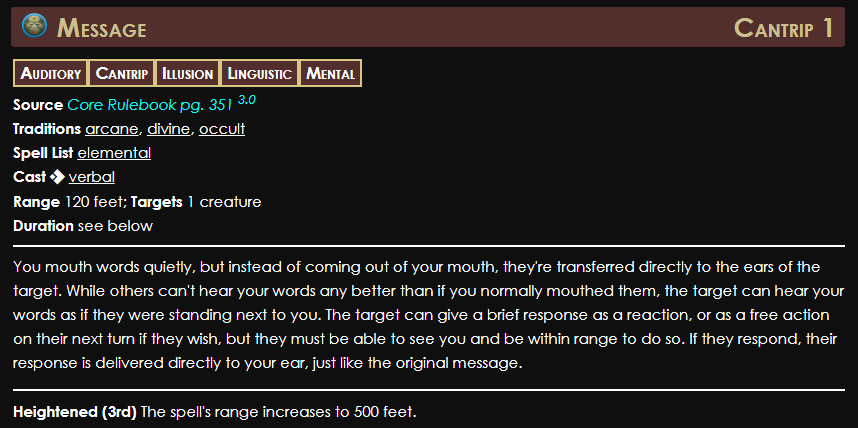 Message Cantrip 1
Auditory Cantrip Illusion Linguistic Mental
Source Core Rulebook pg. 351 3.0
Traditions arcane, divine, occult
Spell List elemental
Cast verbal
Range 120 feet; Targets 1 creature
Duration see below
You mouth words quietly, but instead of coming out of your mouth, they're transferred directly to the ears of the
target. While others can't hear your words any better than if you normally mouthed them, the target can hear your
words as if they were standing next to you. The target can give a brief response as a reaction, or as a free action
on their next turn if they wish, but they must be able to see you and be within range to do so. If they respond, their
response is delivered directly to your ear, just like the original message.
Heightened (3rd) The spell's range increases to 500 feet.